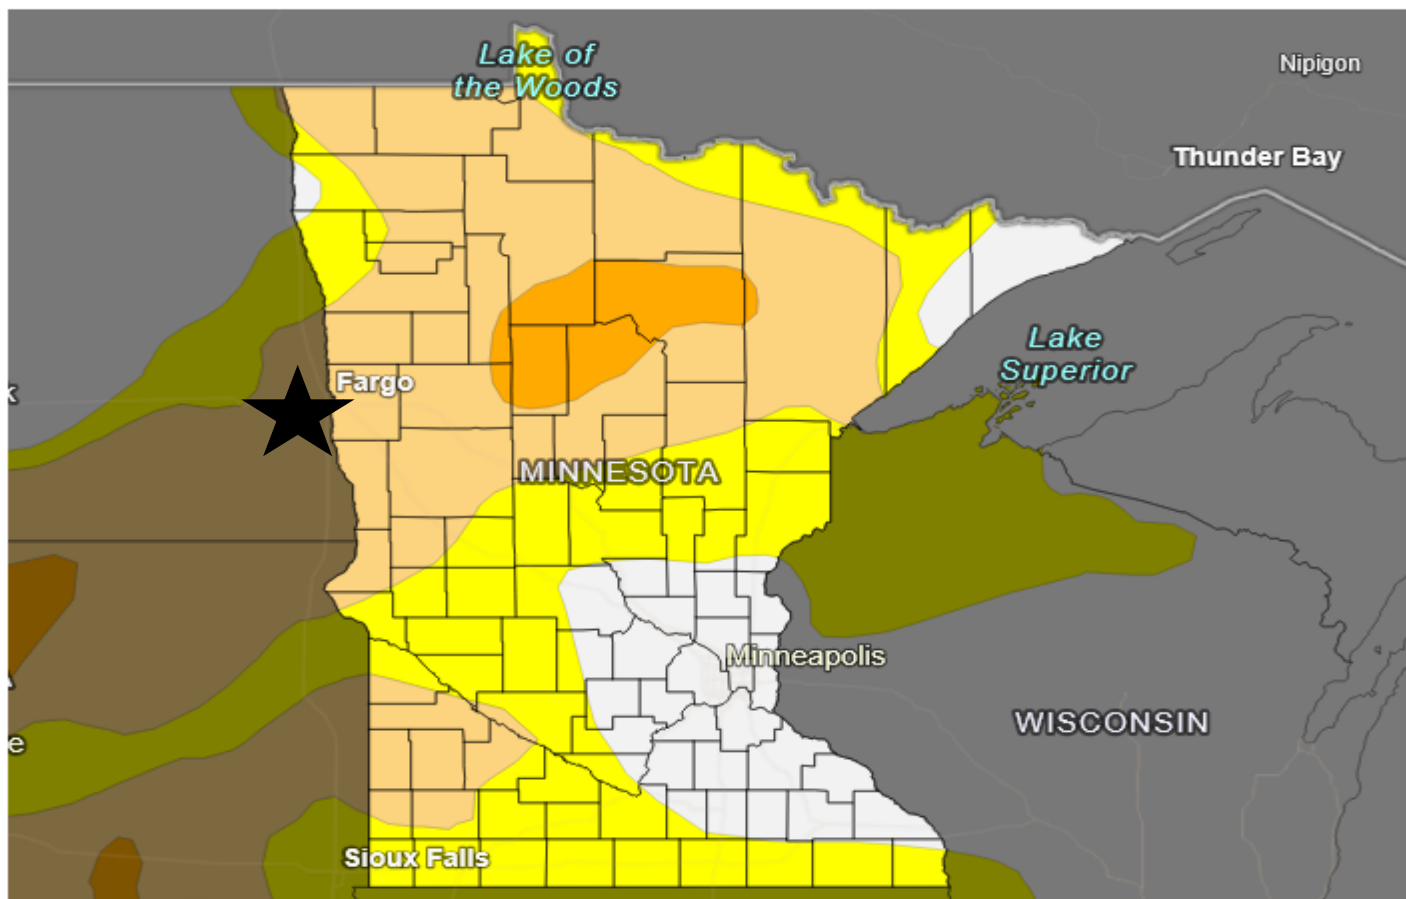 Lake of
the Woods
Nipigon
Thunder Bay
Lake
Superior
Fargo
MINNESOTA
Minneapolis
WISCONSIN
Sioux Falls